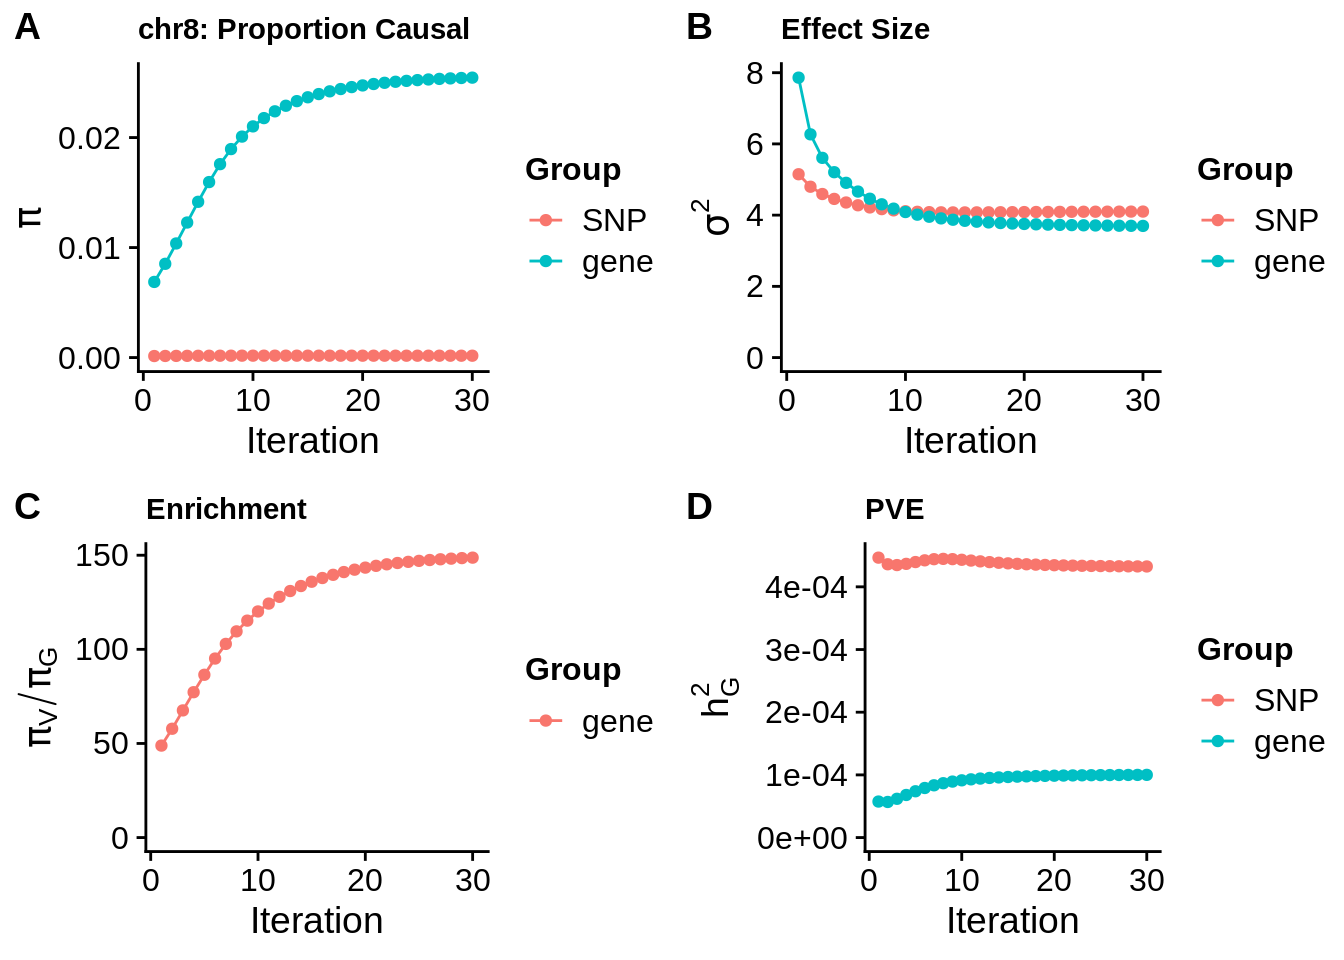 A
chr8: Proportion Causal
π
0.02
0.01
0.00
0 10 20 30
Iteration
Group
SNP
gene
B
Effect Size
σ²
8
6
4
2
0
0 10 20 30
Iteration
Group
SNP
gene
C
Enrichment
π_V/π_G
150
100
50
0
0 10 20 30
Iteration
Group
gene
D
PVE
h²_G
4e-04
3e-04
2e-04
1e-04
0e+00
0 10 20 30
Iteration
Group
SNP
gene